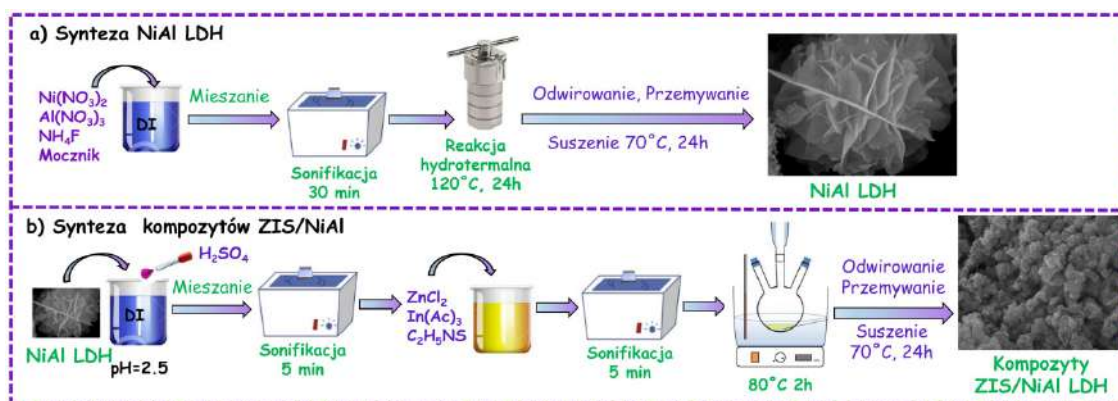 a) Synteza NiAl LDH
Ni(NO₃)₂
Al(NO₃)₃
NH₄F
Mocznik
DI
Mieszanie
Sonifikacja
30 min
Reakcja
hydrotermalna
120°C, 24h
Odwirowanie, Przemywanie
Suszenie 70°C, 24h
NiAl LDH
b) Synteza kompozytów ZIS/NiAl
NiAl LDH
H₂SO₄
DI
pH=2.5
Mieszanie
Sonifikacja
5 min
ZnCl₂
In(Ac)₃
C₂H₅NS
Sonifikacja
5 min
80°C 2h
Odwirowanie
Przemywanie
Suszenie
70°C, 24h
Kompozyty
ZIS/NiAl LDH